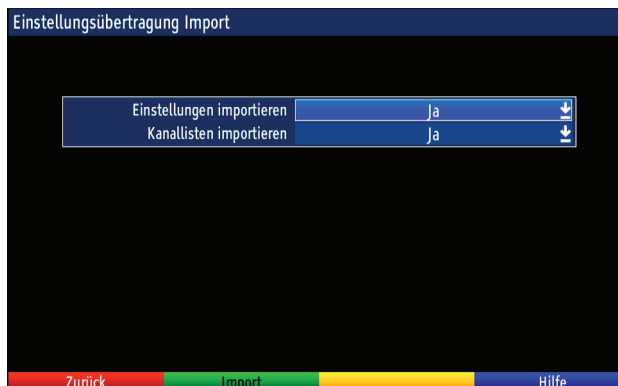 Einstellungsübertragung Import
Einstellungen importieren Ja
Kanallisten importieren Ja
Zurück Import Hilfe